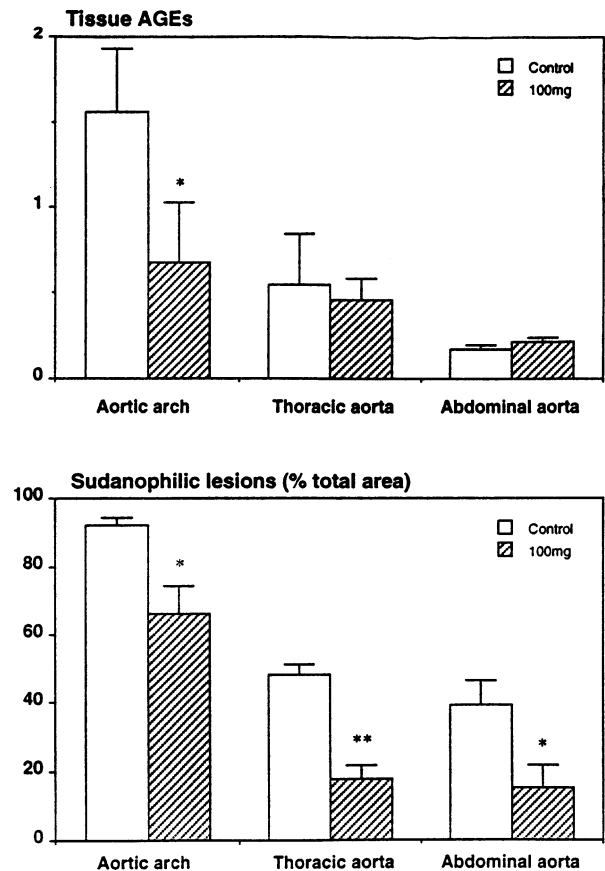 Tissue AGEs
2
Control
100mg
*
1
0
Aortic arch
Thoracic aorta
Abdominal aorta
Sudanophilic lesions (% total area)
100
Control
100mg
80
*
60
40
**
*
20
0
Aortic arch
Thoracic aorta
Abdominal aorta